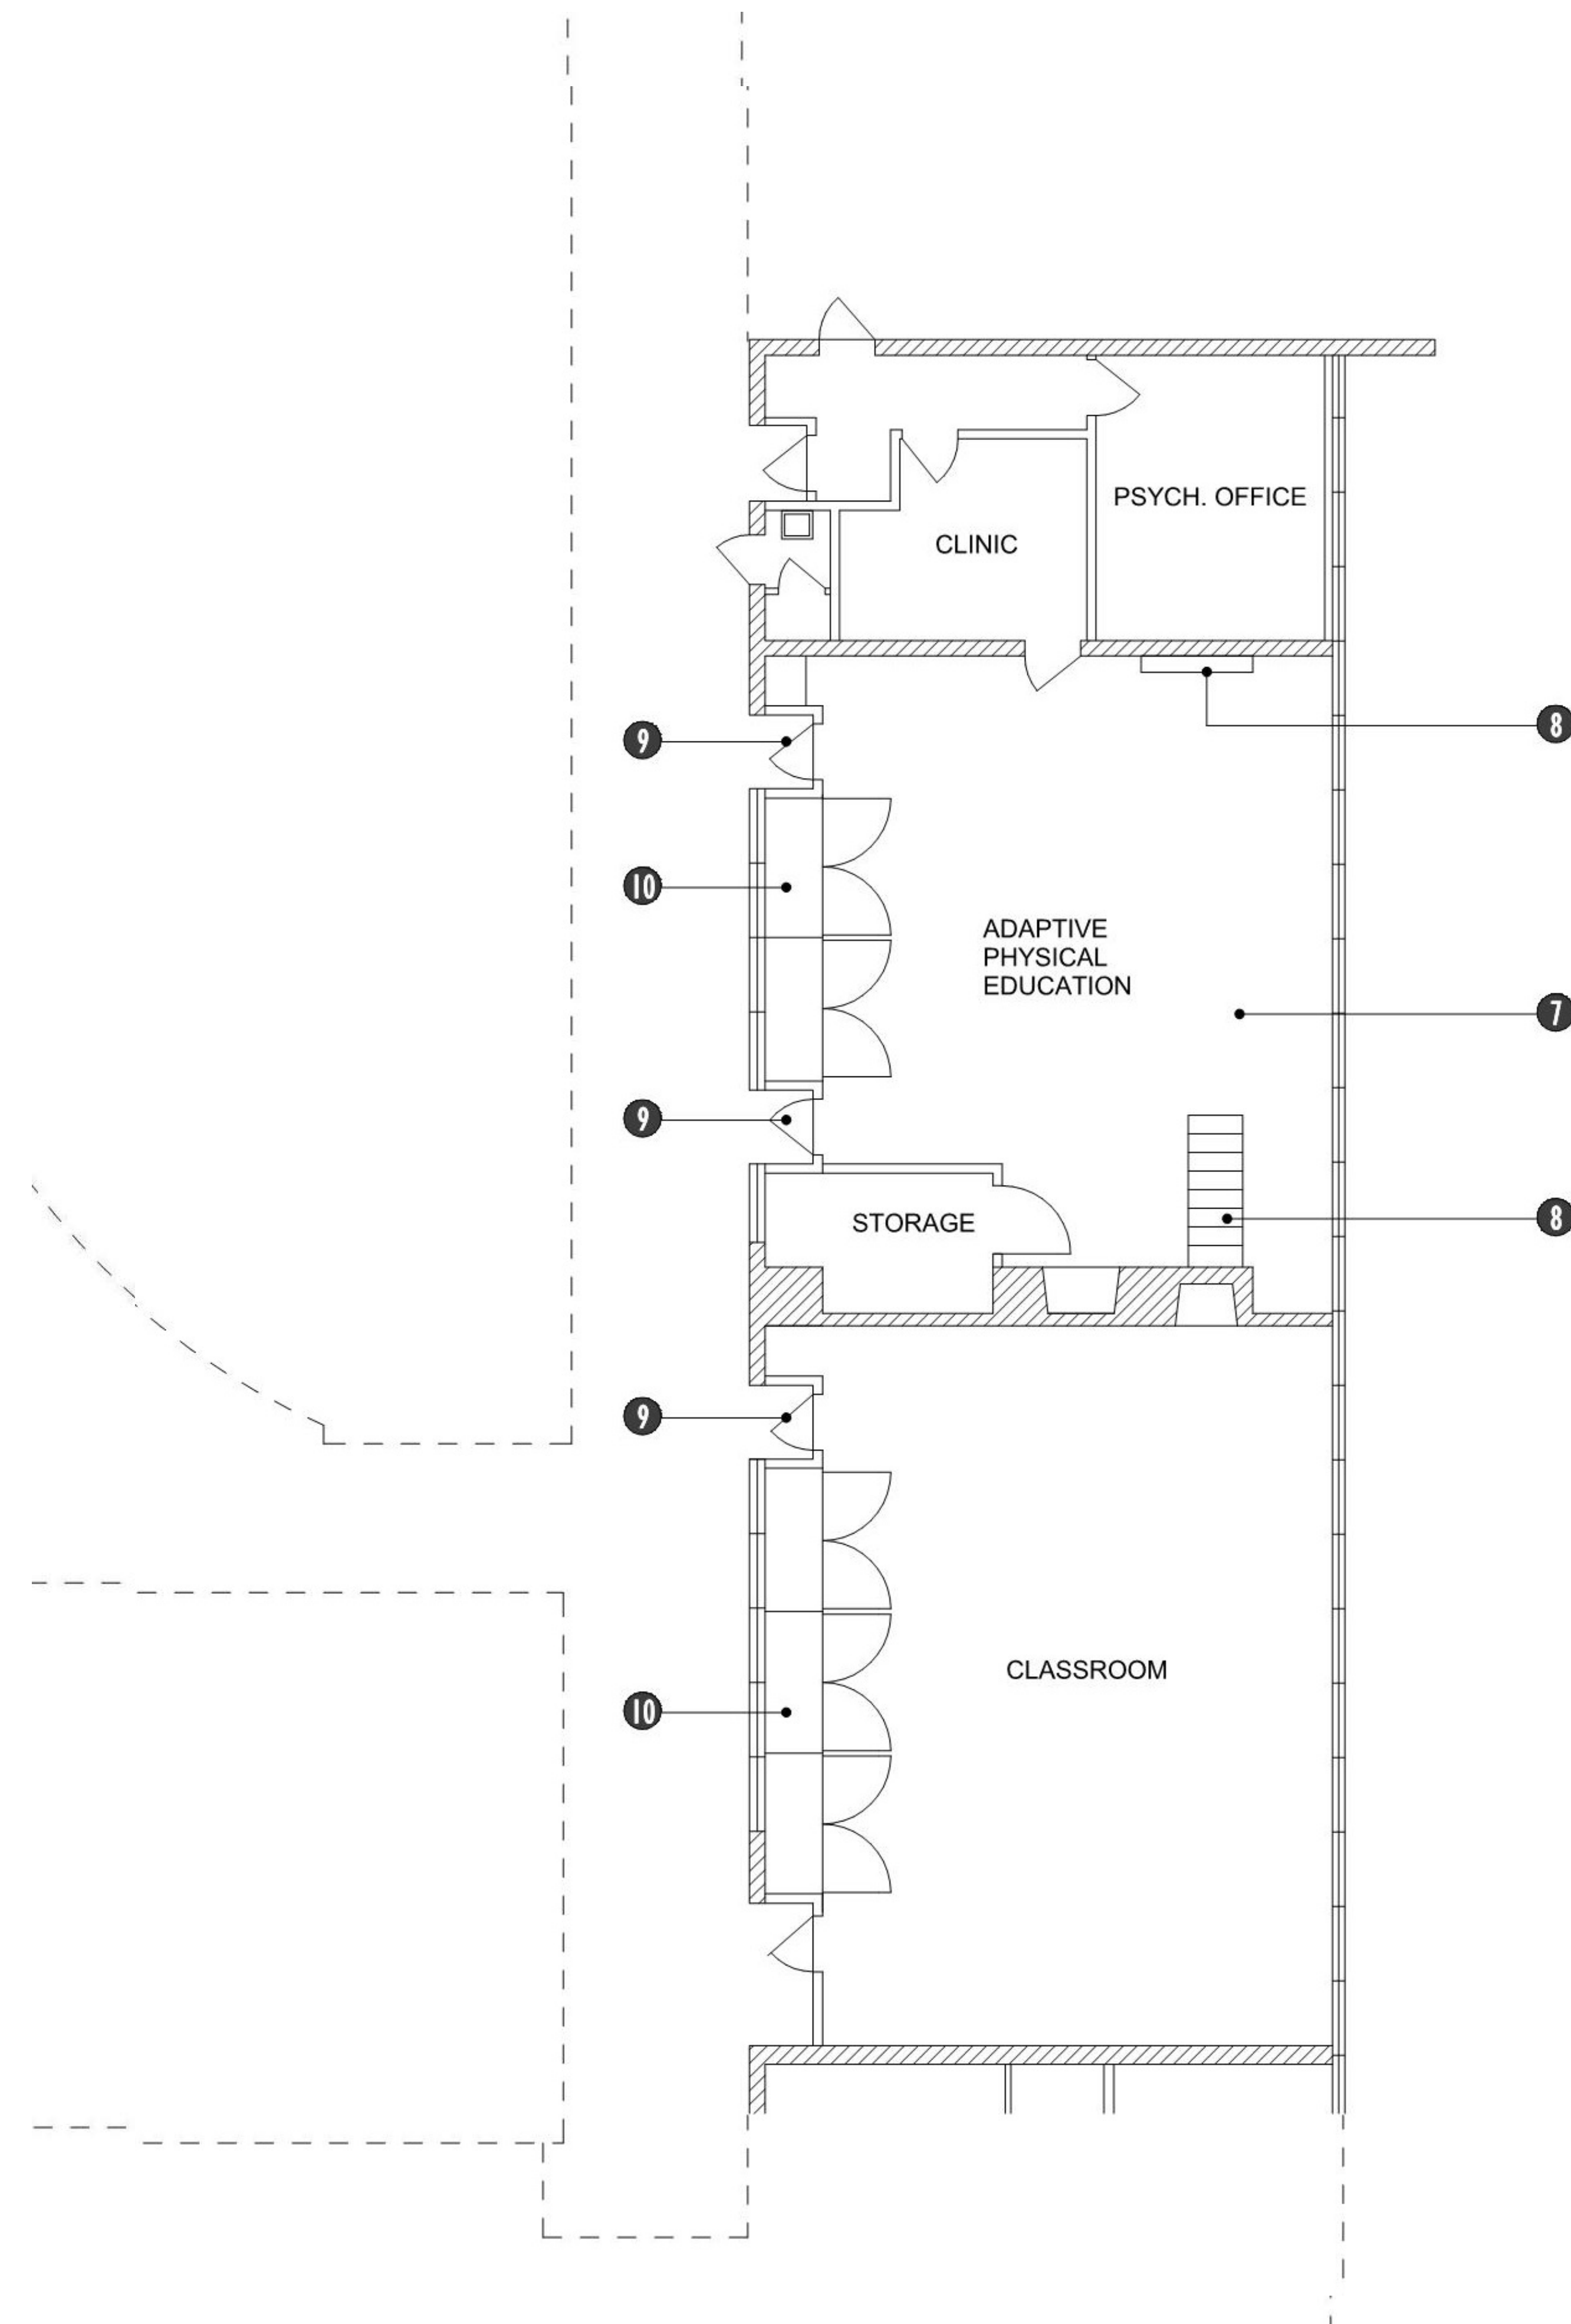 PSYCH. OFFICE
CLINIC
8
9
10
ADAPTIVE
PHYSICAL
EDUCATION
7
9
8
STORAGE
9
CLASSROOM
10